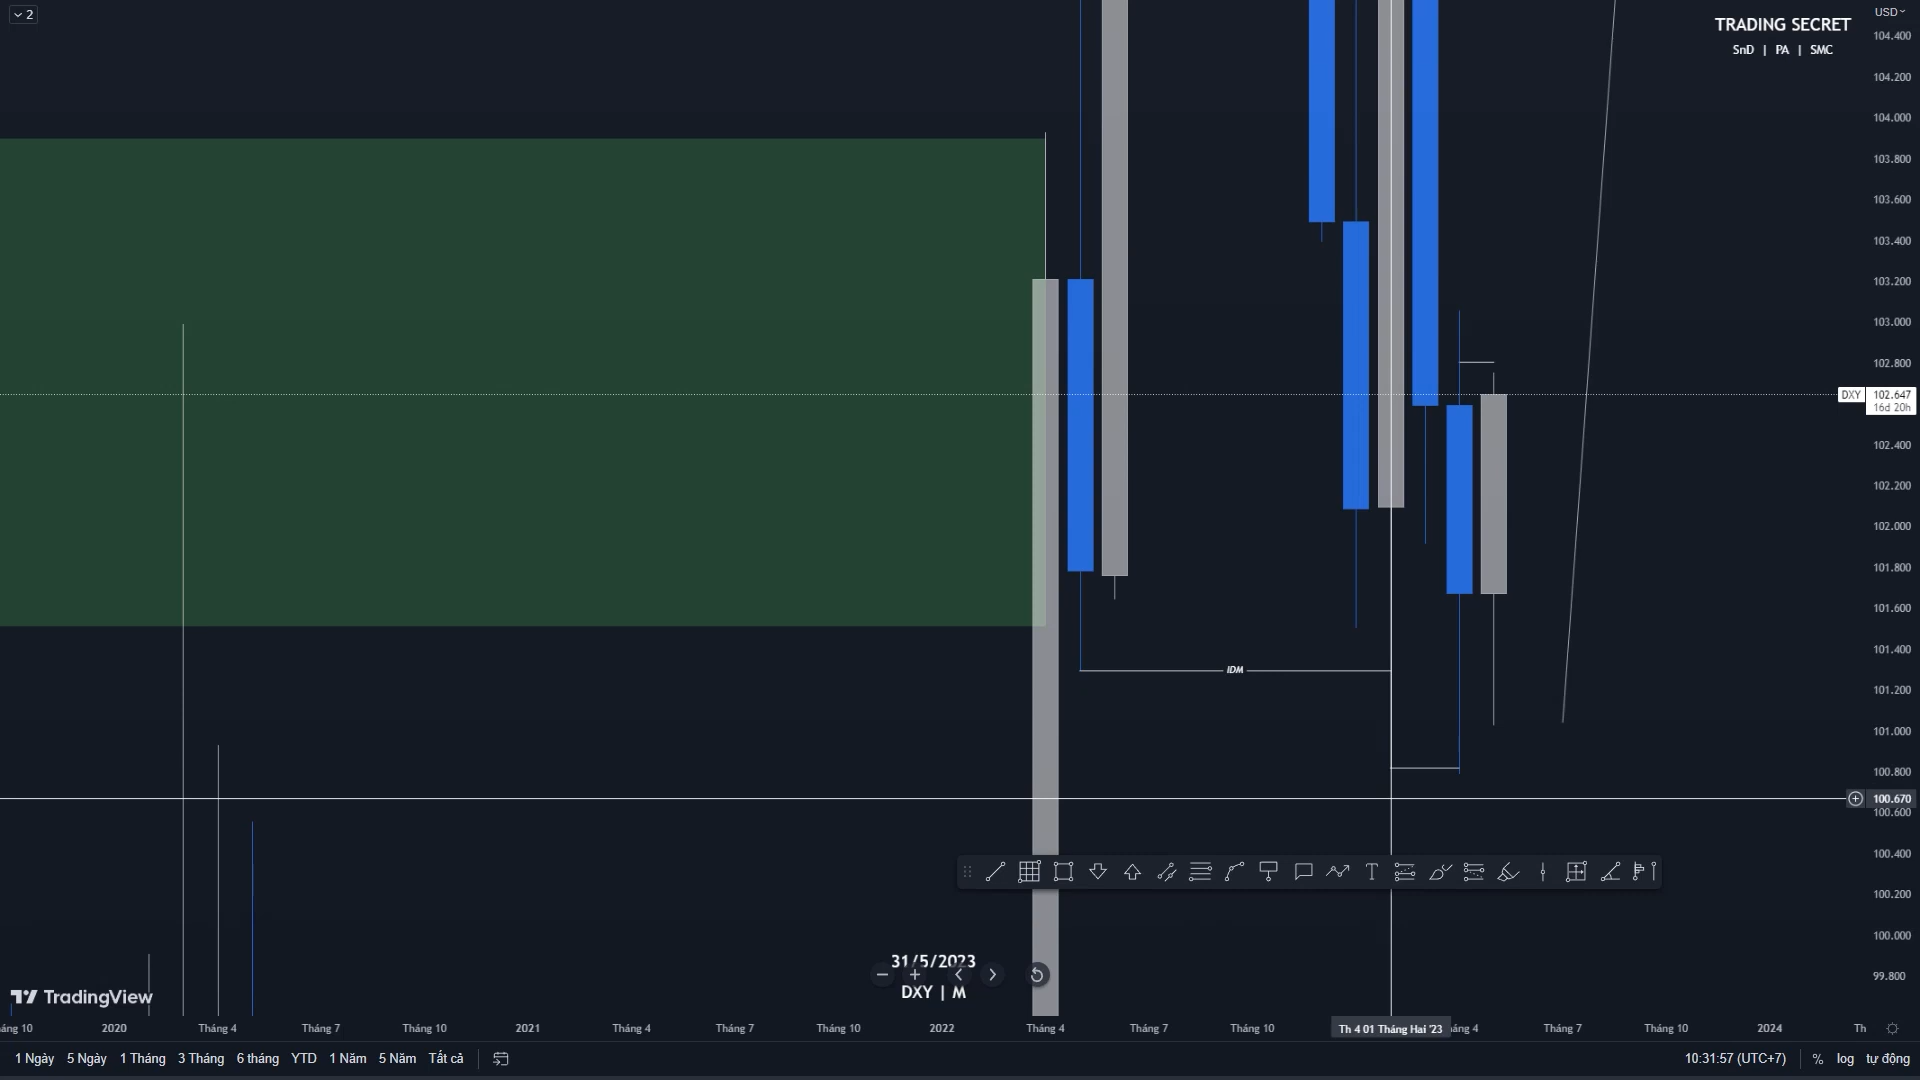 2
USD
TRADING SECRET
SnD | PA | SMC
104.400
104.200
104.000
103.800
103.600
103.400
103.200
103.000
102.800
DXY 102.647
16d 20h
102.400
102.200
102.000
101.800
101.600
101.400
IDM
101.200
101.000
100.800
100.670
100.600
100.400
100.200
100.000
99.800
31/5/2023
DXY | M
TradingView
áng 10 2020 Tháng 4 Tháng 7 Tháng 10 2021 Tháng 4 Tháng 7 Tháng 10 2022 Tháng 4 Tháng 7 Tháng 10 Th 4 01 Tháng Hai '23 áng 4 Tháng 7 Tháng 10 2024 Th
1 Ngày 5 Ngày 1 Tháng 3 Tháng 6 tháng YTD 1 Năm 5 Năm Tất cả 10:31:57 (UTC+7) % log tự động